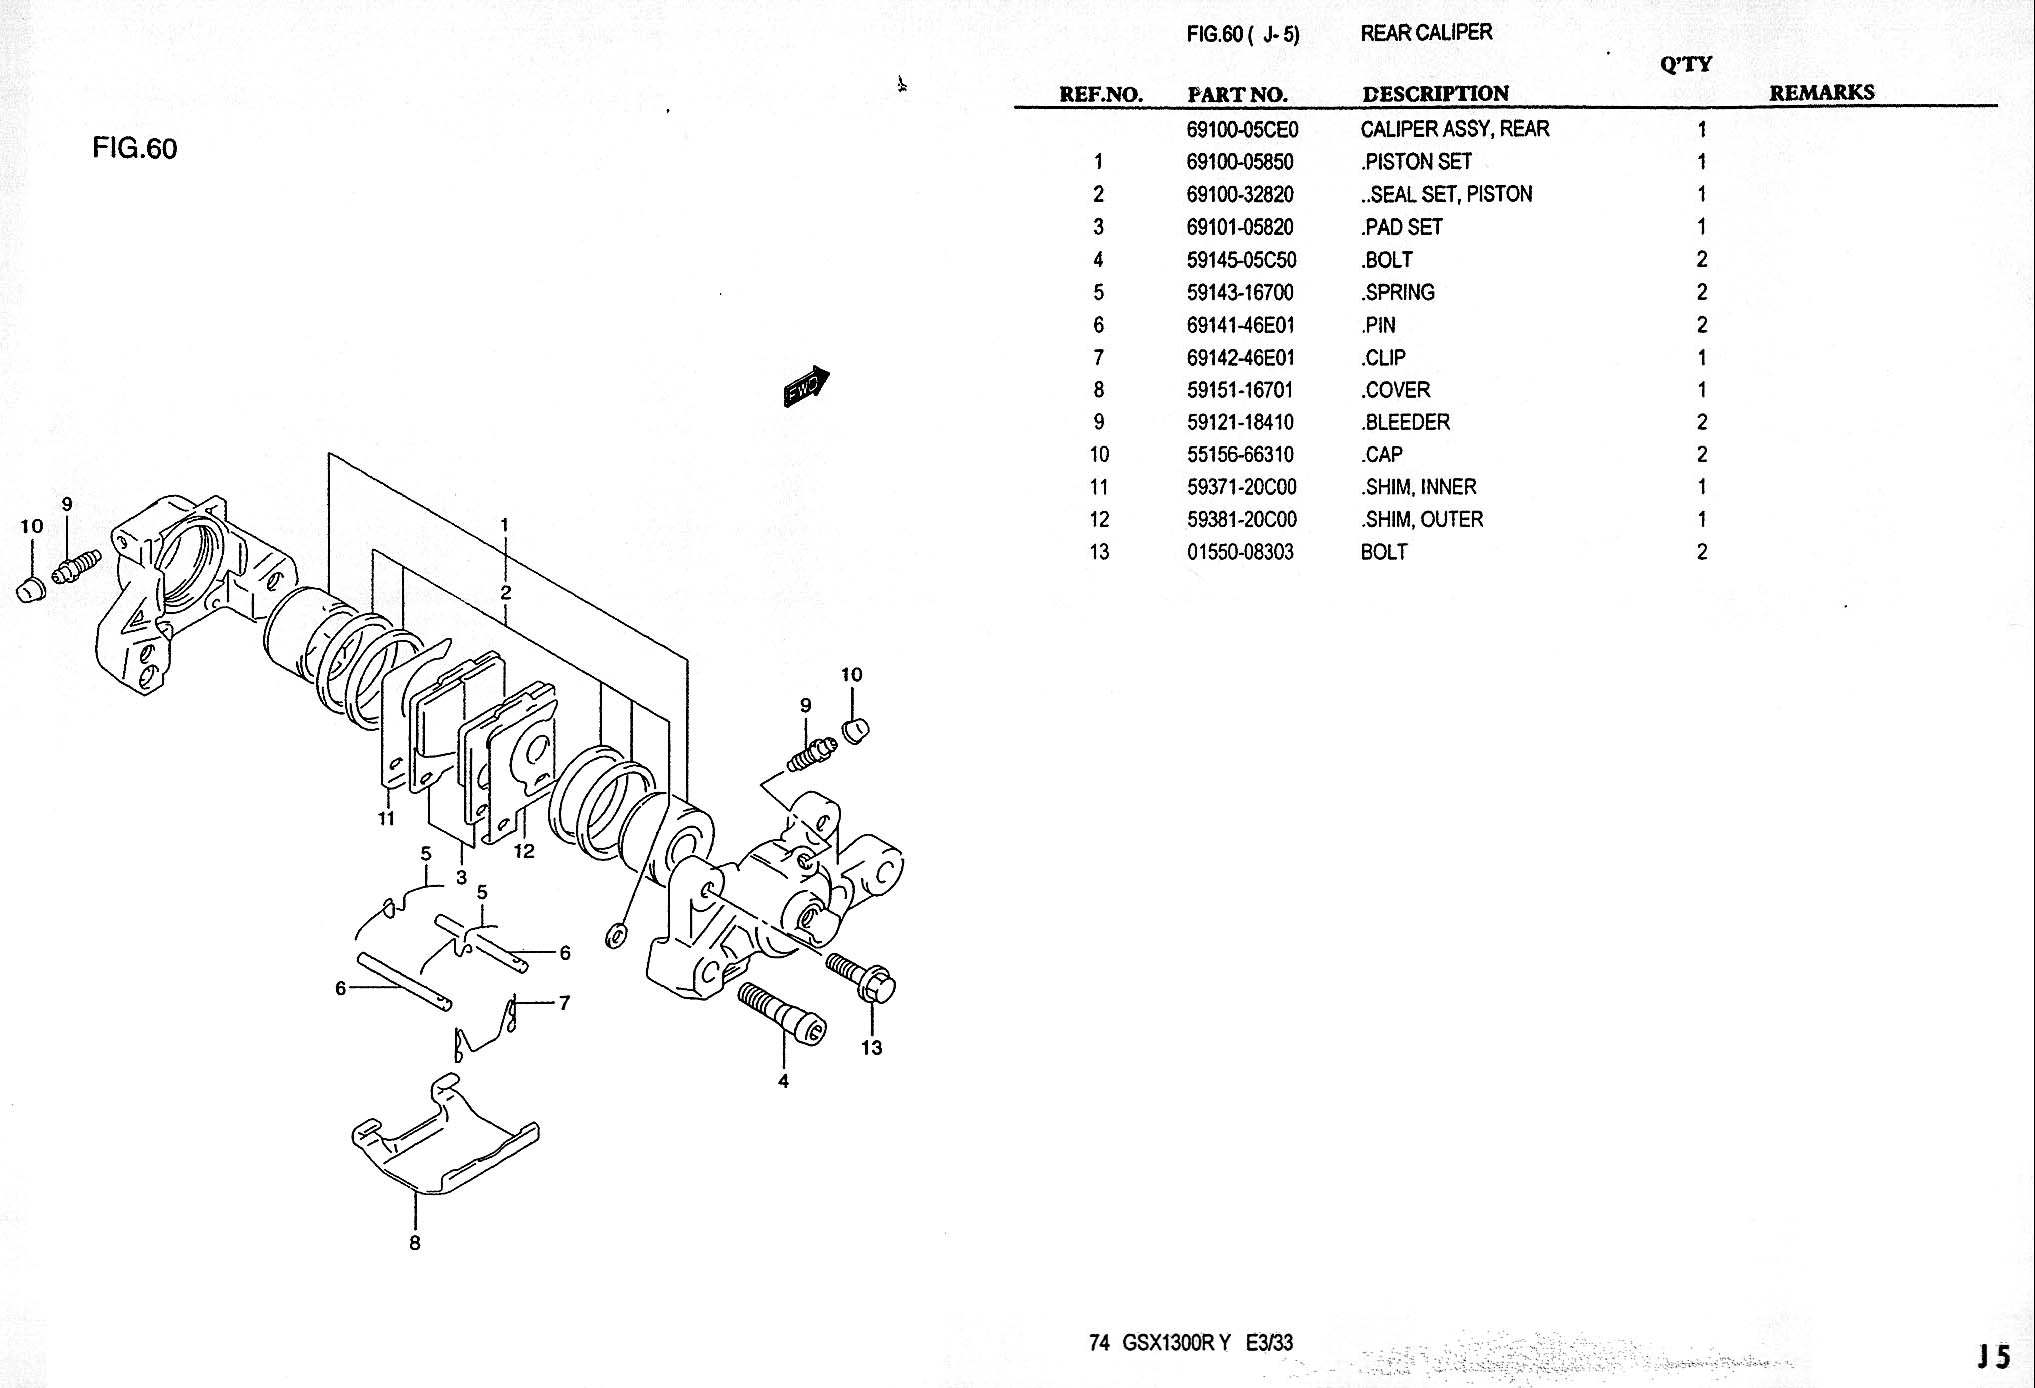 FIG.60 ( J- 5) REAR CALIPER
Q'TY
REF.NO. PART NO. DESCRIPTION REMARKS
69100-05CE0 CALIPER ASSY, REAR 1
1 69100-05850 .PISTON SET 1
2 69100-32820 ..SEAL SET, PISTON 1
3 69101-05820 .PAD SET 1
4 59145-05C50 .BOLT 2
5 59143-16700 .SPRING 2
6 69141-46E01 .PIN 2
7 69142-46E01 .CLIP 1
8 59151-16701 .COVER 1
9 59121-18410 .BLEEDER 2
10 55156-66310 .CAP 2
11 59371-20C00 .SHIM, INNER 1
12 59381-20C00 .SHIM, OUTER 1
13 01550-08303 BOLT 2
FIG.60
FWD
9
10
1
2
10
9
11
12
5
3
5
6
6
7
13
4
8
74 GSX1300R Y E3/33
J 5